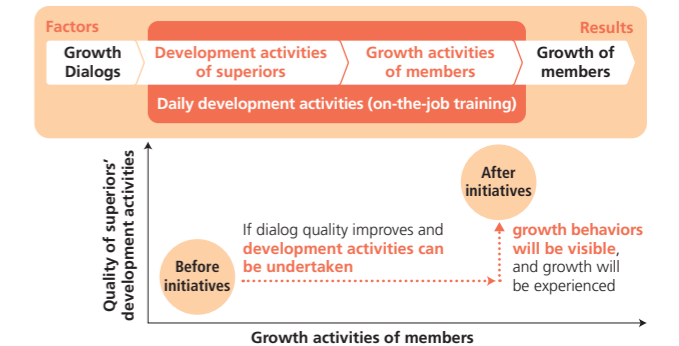 Factors
Results
Growth
Dialogs
Development activities
of superiors
Growth activities
of members
Growth of
members
Daily development activities (on-the-job training)
Quality of superiors'
development activities
After
initiatives
If dialog quality improves and
development activities can
be undertaken
growth behaviors
will be visible,
and growth will
be experienced
Before
initiatives
Growth activities of members